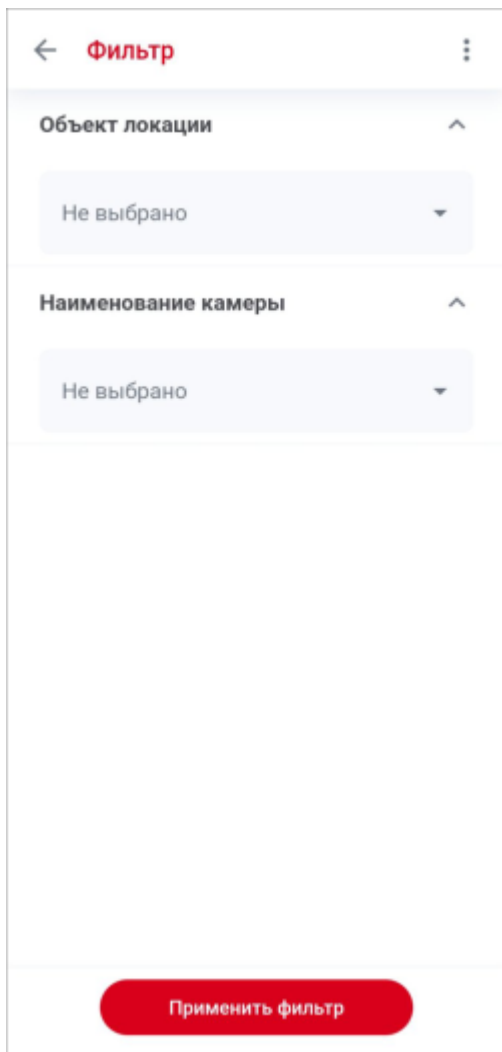 Фильтр
Объект локации
Не выбрано
Наименование камеры
Не выбрано
Применить фильтр